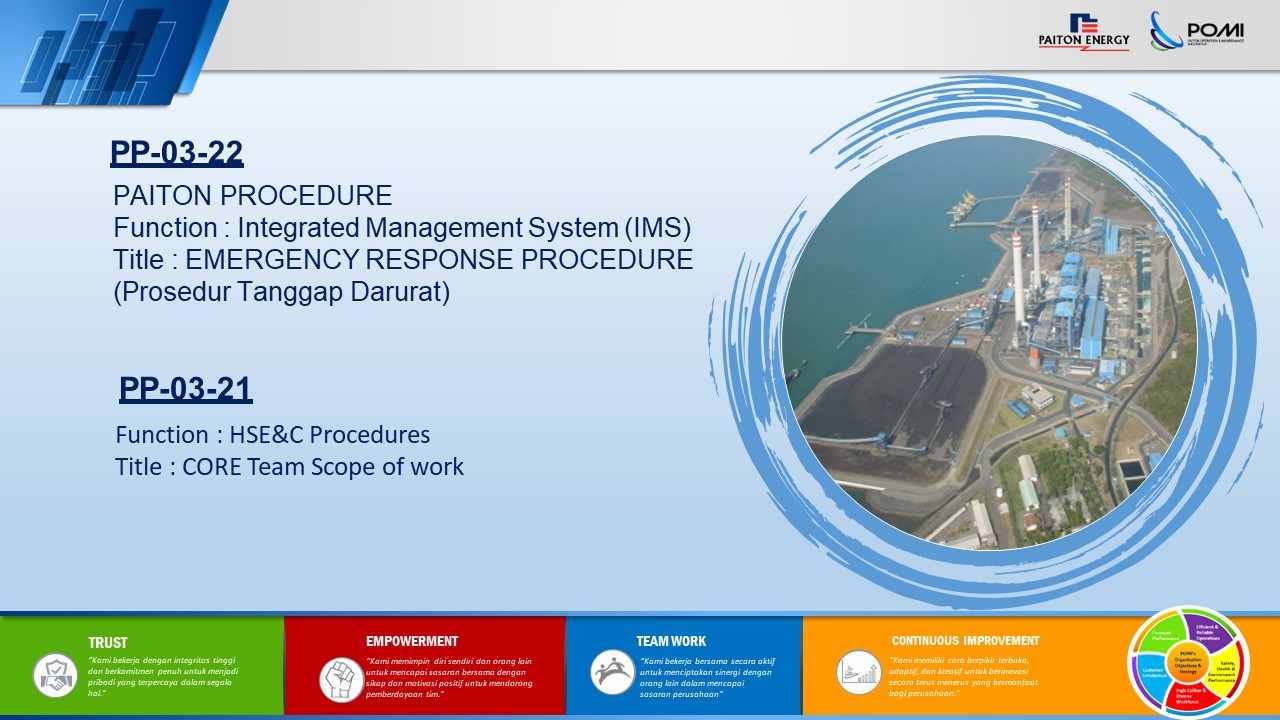 PAITON ENERGY
POMI
PAITON OPERATION & MAINTENANCE
INDONESIA
PP-03-22
PAITON PROCEDURE
Function : Integrated Management System (IMS)
Title : EMERGENCY RESPONSE PROCEDURE
(Prosedur Tanggap Darurat)
PP-03-21
Function : HSE&C Procedures
Title : CORE Team Scope of work
TRUST
"Kami bekerja dengan integritas tinggi
dan berkomitmen penuh untuk menjadi
pribadi yang terpercaya dalam segala
hal."
EMPOWERMENT
"Kami memimpin diri sendiri dan orang lain
untuk mencapai sasaran bersama dengan
sikap dan motivasi positif untuk mendorong
pemberdayaan tim."
TEAM WORK
"Kami bekerja bersama secara aktif
untuk menciptakan sinergi dengan
orang lain dalam mencapai
sasaran perusahaan"
CONTINUOUS IMPROVEMENT
"Kami memiliki cara berpikir terbuka,
adaptif, dan kreatif untuk berinovasi
secara terus menerus yang bermanfaat
bagi perusahaan."
Financial
Performance
Efficient &
Reliable
Operations
Safety,
Health &
Environment
Performance
High Caliber &
Diverse
Workforce
Customer
Satisfaction
POMI's
Organization
Objectives &
Strategy